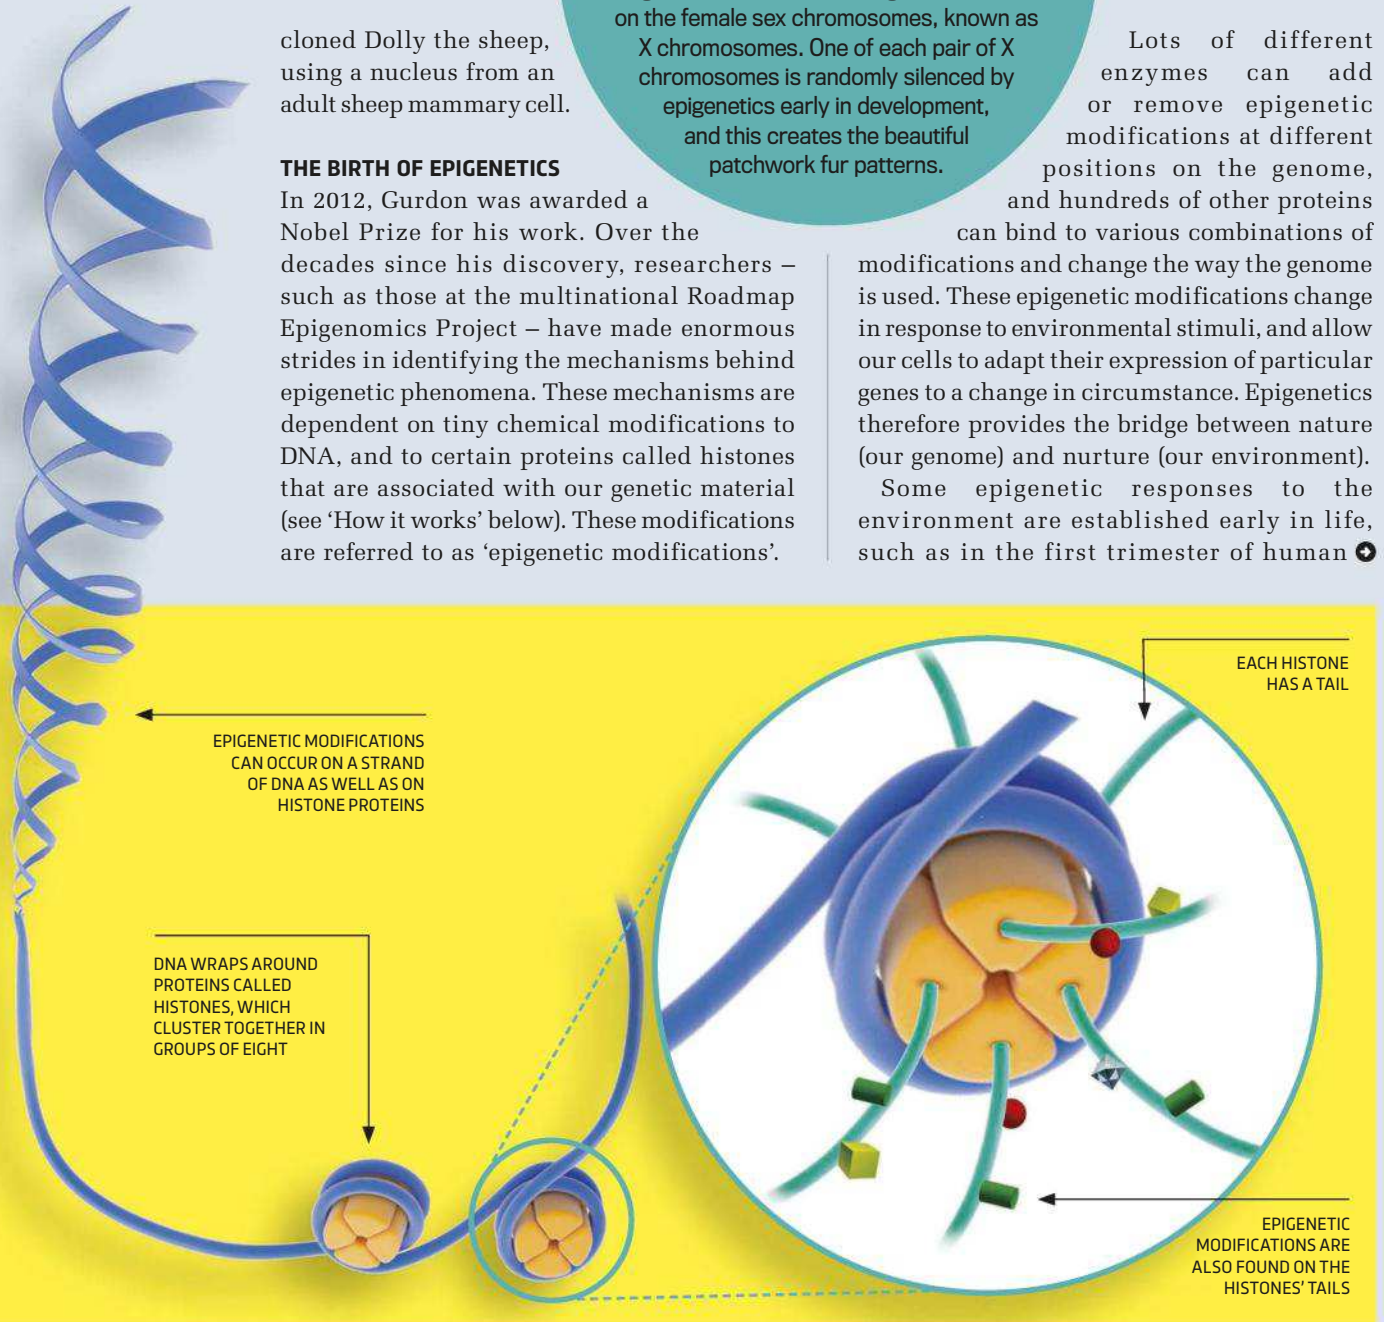 cloned Dolly the sheep,
using a nucleus from an
adult sheep mammary cell.
THE BIRTH OF EPIGENETICS
In 2012, Gurdon was awarded a
Nobel Prize for his work. Over the
decades since his discovery, researchers –
such as those at the multinational Roadmap
Epigenomics Project – have made enormous
strides in identifying the mechanisms behind
epigenetic phenomena. These mechanisms are
dependent on tiny chemical modifications to
DNA, and to certain proteins called histones
that are associated with our genetic material
(see ‘How it works’ below). These modifications
are referred to as ‘epigenetic modifications’.
on the female sex chromosomes, known as
X chromosomes. One of each pair of X
chromosomes is randomly silenced by
epigenetics early in development,
and this creates the beautiful
patchwork fur patterns.
Lots of different
enzymes can add
or remove epigenetic
modifications at different
positions on the genome,
and hundreds of other proteins
can bind to various combinations of
modifications and change the way the genome
is used. These epigenetic modifications change
in response to environmental stimuli, and allow
our cells to adapt their expression of particular
genes to a change in circumstance. Epigenetics
therefore provides the bridge between nature
(our genome) and nurture (our environment).
Some epigenetic responses to the
environment are established early in life,
such as in the first trimester of human
EPIGENETIC MODIFICATIONS
CAN OCCUR ON A STRAND
OF DNA AS WELL AS ON
HISTONE PROTEINS
DNA WRAPS AROUND
PROTEINS CALLED
HISTONES, WHICH
CLUSTER TOGETHER IN
GROUPS OF EIGHT
EACH HISTONE
HAS A TAIL
EPIGENETIC
MODIFICATIONS ARE
ALSO FOUND ON THE
HISTONES’ TAILS